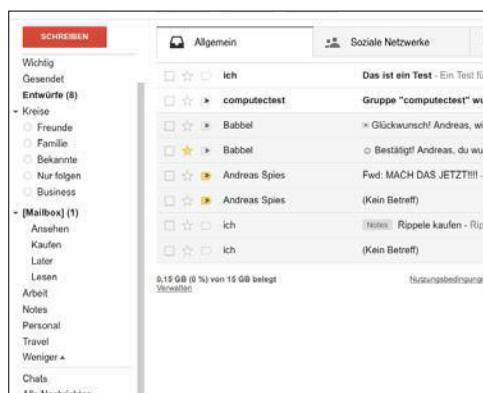 SCHREIBEN
Wichtig
Gesendet
Entwürfe (8)
Kreise
Freunde
Familie
Bekannte
Nur folgen
Business
[Mailbox] (1)
Ansehen
Kaufen
Later
Lesen
Arbeit
Notes
Personal
Travel
Weniger
Chats
Alle Nachrichten
Allgemein Soziale Netzwerke
ich Das ist ein Test - Ein Test fü
computectest Gruppe "computectest" wu
Babbel Glückwunsch! Andreas, wi
Babbel Bestätigt! Andreas, du wu
Andreas Spies Fwd: MACH DAS JETZT!!!! -
Andreas Spies (Kein Betreff)
ich Notes Rippele kaufen - Rip
ich (Kein Betreff)
0,15 GB (0 %) von 15 GB belegt
Verwalten
Nutzungsbedingunge